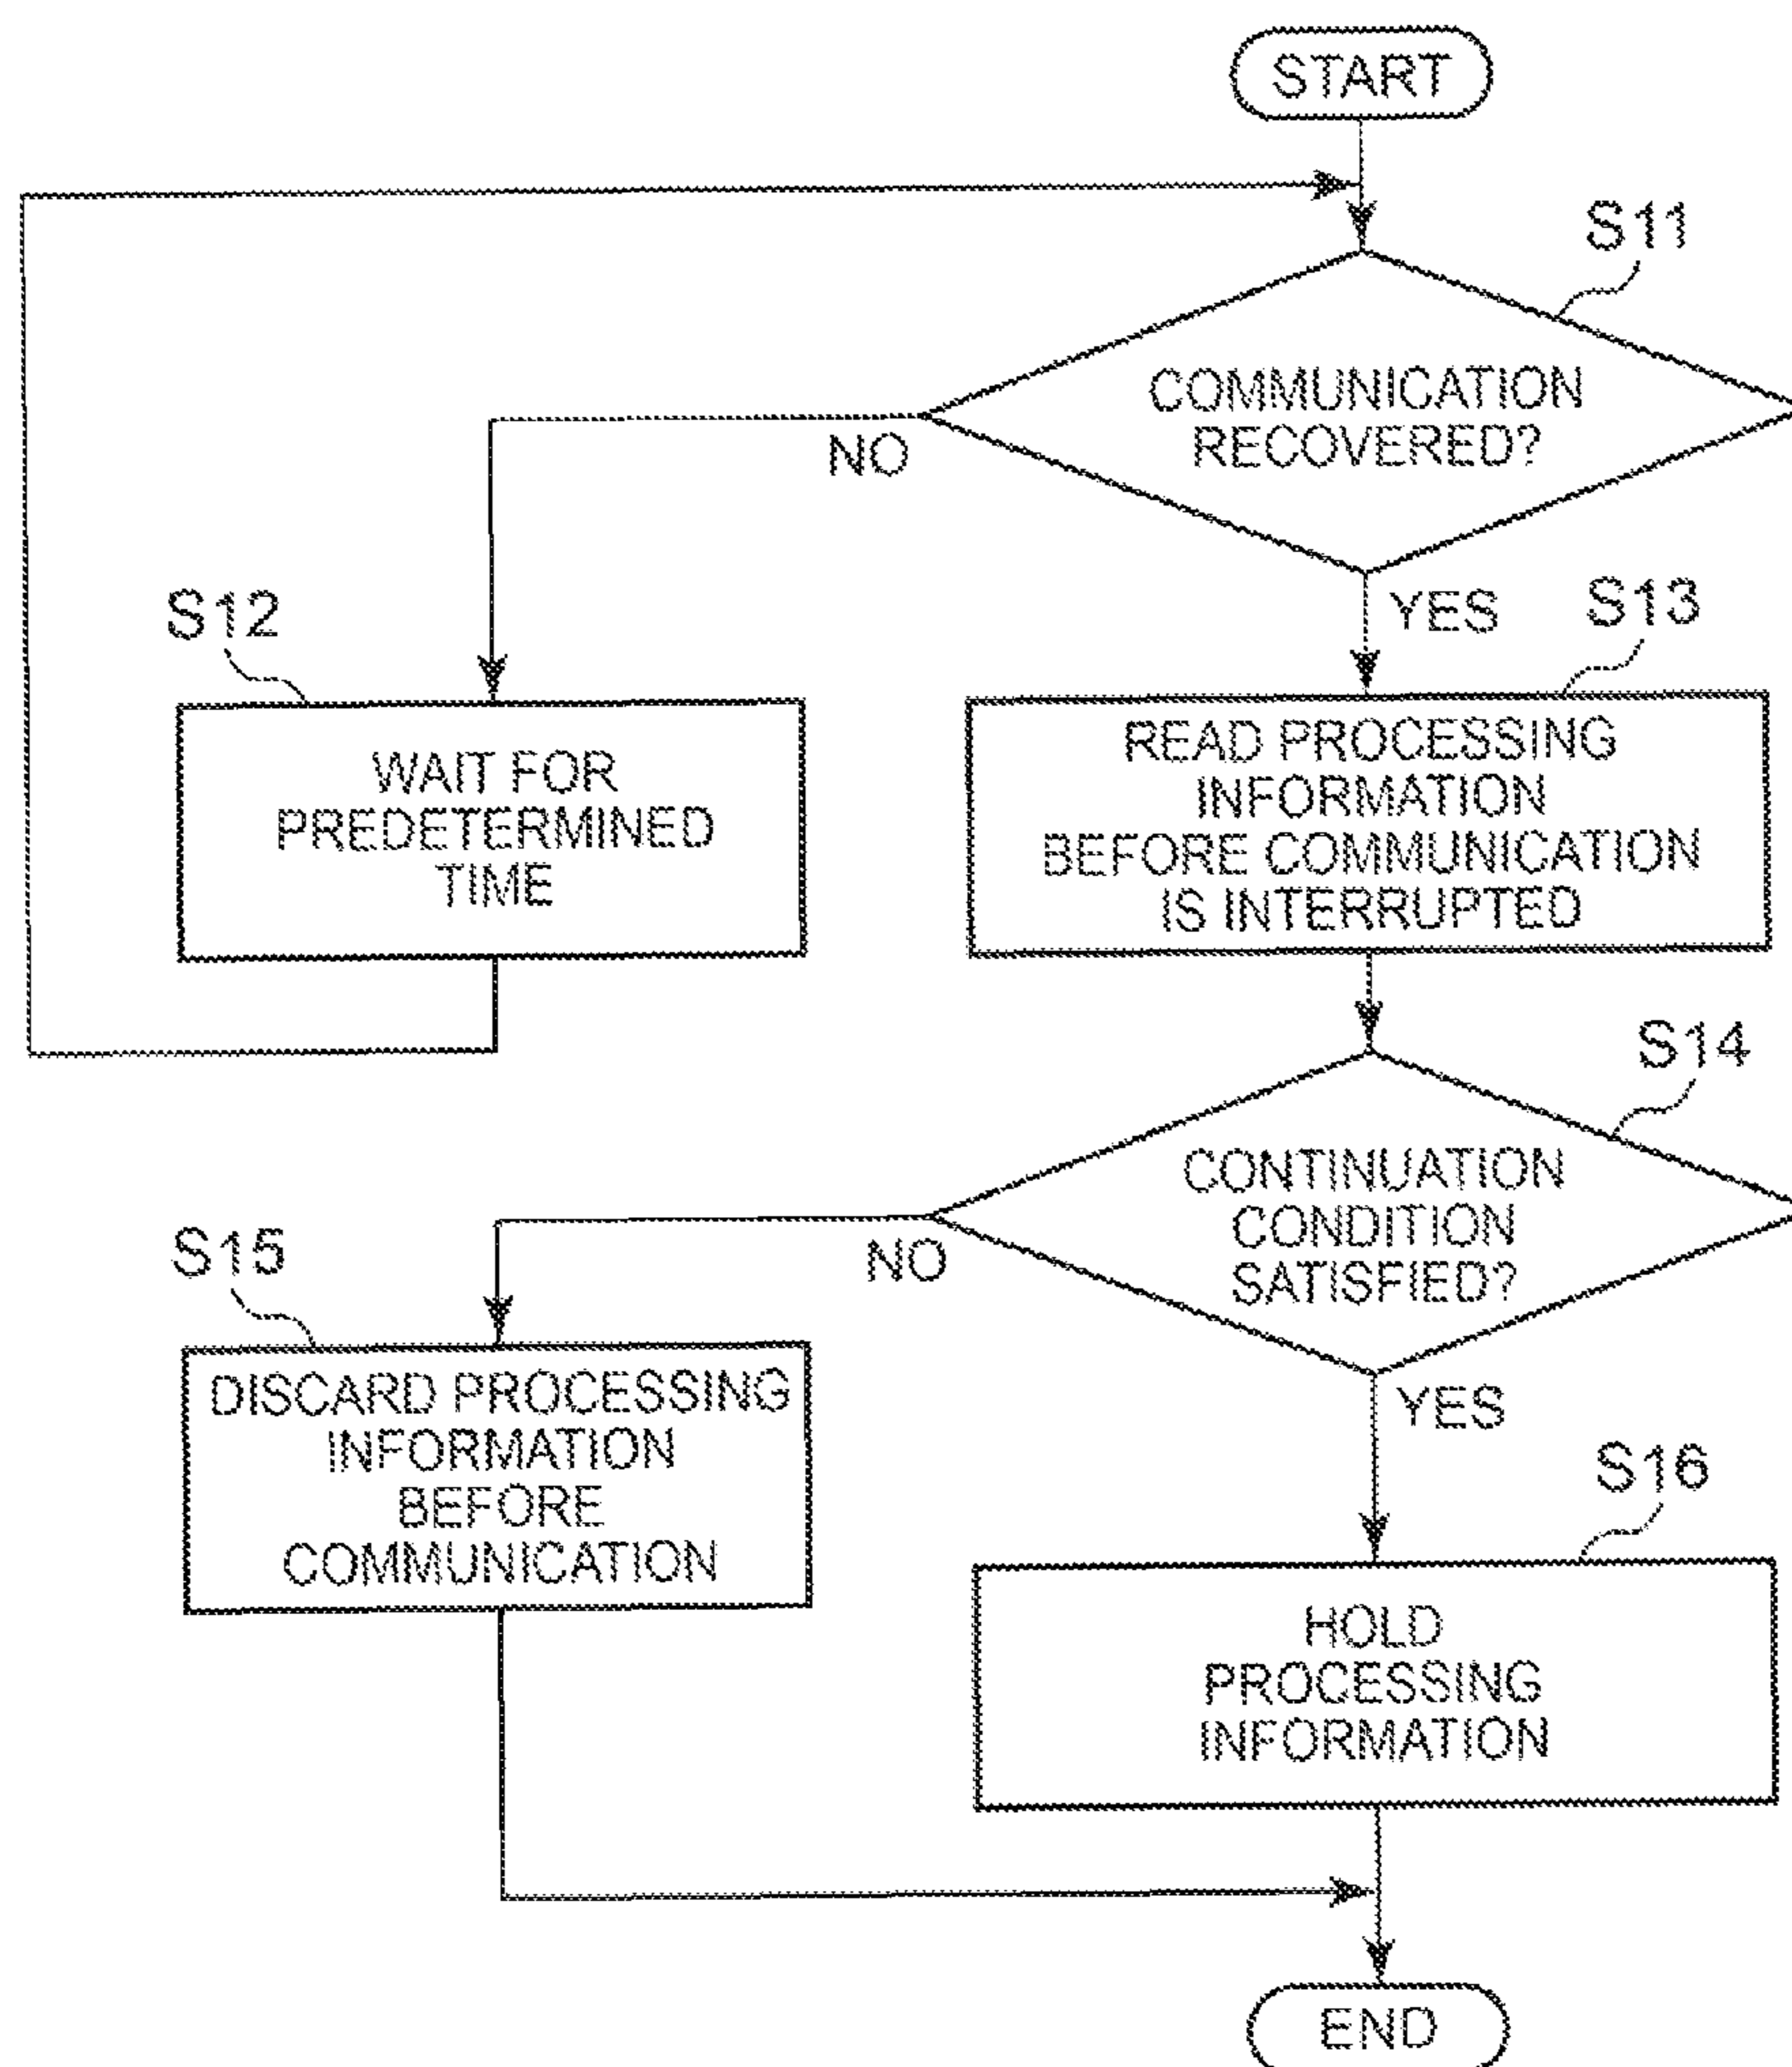 START
S11
COMMUNICATION
RECOVERED?
NO
YES
S12
WAIT FOR
PREDETERMINED
TIME
S13
READ PROCESSING
INFORMATION
BEFORE COMMUNICATION
IS INTERRUPTED
S14
CONTINUATION
CONDITION
SATISFIED?
NO
YES
S15
DISCARD PROCESSING
INFORMATION
BEFORE
COMMUNICATION
S16
HOLD
PROCESSING
INFORMATION
END